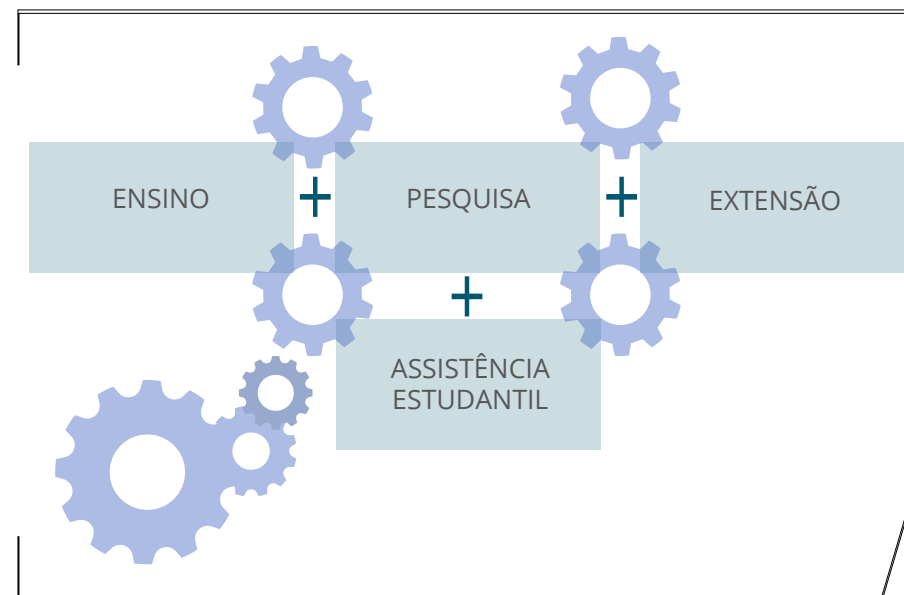 ENSINO
+
PESQUISA
+
EXTENSÃO
+
ASSISTÊNCIA
ESTUDANTIL